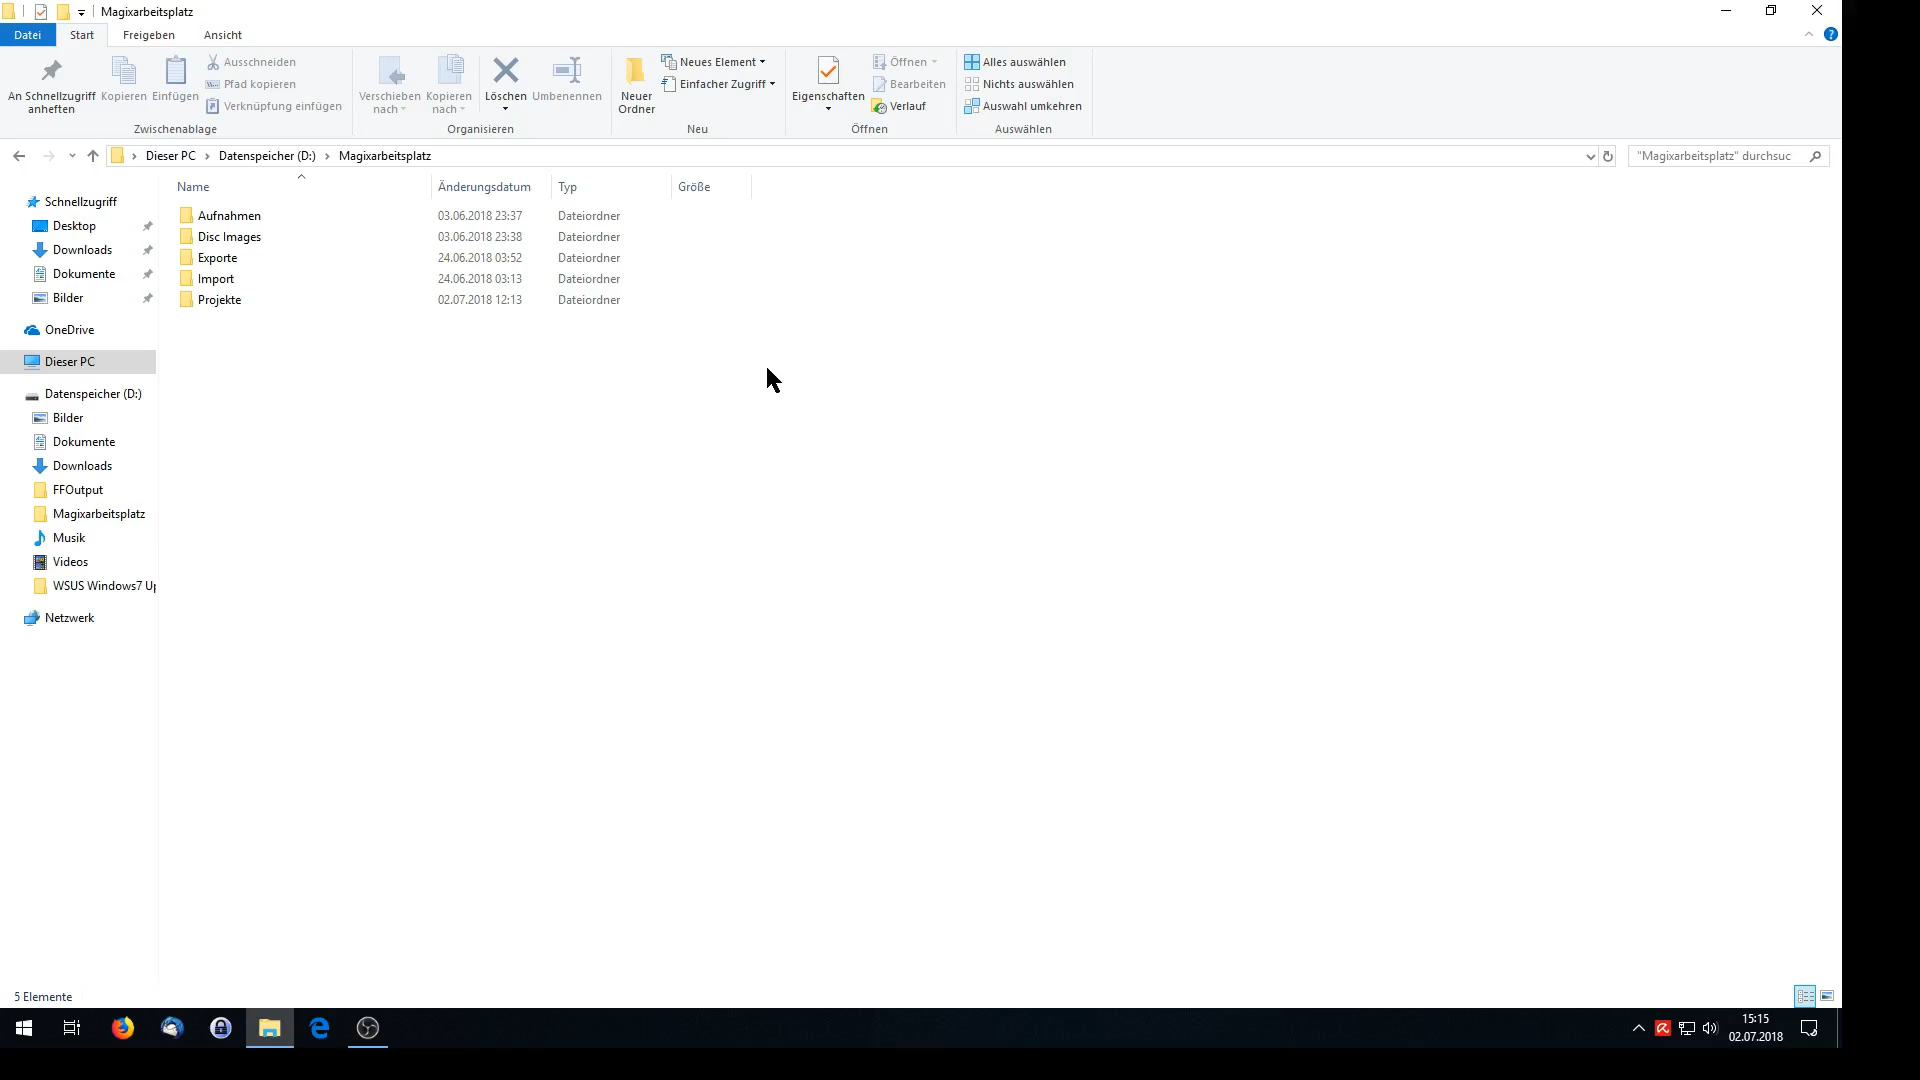 Magixarbeitsplatz
Datei Start Freigeben Ansicht
An Schnellzugriff anheften
Kopieren
Einfügen
Ausschneiden
Pfad kopieren
Verknüpfung einfügen
Zwischenablage
Verschieben nach
Kopieren nach
Löschen
Umbenennen
Organisieren
Neuer Ordner
Neues Element
Einfacher Zugriff
Neu
Eigenschaften
Öffnen
Bearbeiten
Verlauf
Öffnen
Alles auswählen
Nichts auswählen
Auswahl umkehren
Auswählen
Dieser PC › Datenspeicher (D:) › Magixarbeitsplatz
"Magixarbeitsplatz" durchsuc
Schnellzugriff
Desktop
Downloads
Dokumente
Bilder
OneDrive
Dieser PC
Datenspeicher (D:)
Bilder
Dokumente
Downloads
FFOutput
Magixarbeitsplatz
Musik
Videos
WSUS Windows7 Up
Netzwerk
Name Änderungsdatum Typ Größe
Aufnahmen 03.06.2018 23:37 Dateiordner
Disc Images 03.06.2018 23:38 Dateiordner
Exporte 24.06.2018 03:52 Dateiordner
Import 24.06.2018 03:13 Dateiordner
Projekte 02.07.2018 12:13 Dateiordner
5 Elemente
15:15
02.07.2018